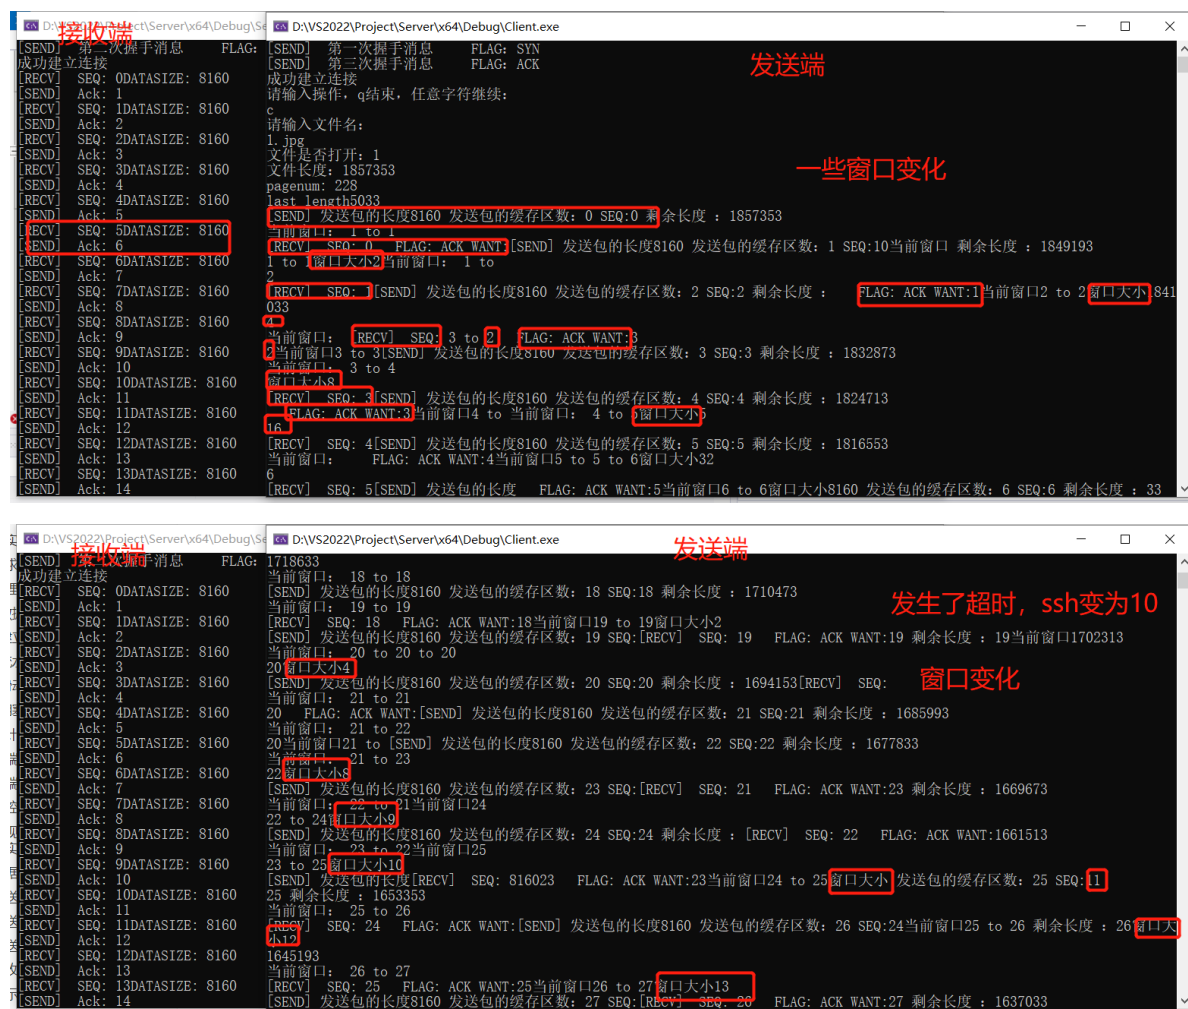 D:\VS2022\Project\Server\x64\Debug\Se
接收端
[SEND] 第二次握手消息 FLAG:
成功建立连接
[RECV] SEQ: 0DATASIZE: 8160
[SEND] Ack: 1
[RECV] SEQ: 1DATASIZE: 8160
[SEND] Ack: 2
[RECV] SEQ: 2DATASIZE: 8160
[SEND] Ack: 3
[RECV] SEQ: 3DATASIZE: 8160
[SEND] Ack: 4
[RECV] SEQ: 4DATASIZE: 8160
[SEND] Ack: 5
[RECV] SEQ: 5DATASIZE: 8160
[SEND] Ack: 6
[RECV] SEQ: 6DATASIZE: 8160
[SEND] Ack: 7
[RECV] SEQ: 7DATASIZE: 8160
[SEND] Ack: 8
[RECV] SEQ: 8DATASIZE: 8160
[SEND] Ack: 9
[RECV] SEQ: 9DATASIZE: 8160
[SEND] Ack: 10
[RECV] SEQ: 10DATASIZE: 8160
[SEND] Ack: 11
[RECV] SEQ: 11DATASIZE: 8160
[SEND] Ack: 12
[RECV] SEQ: 12DATASIZE: 8160
[SEND] Ack: 13
[RECV] SEQ: 13DATASIZE: 8160
[SEND] Ack: 14
D:\VS2022\Project\Server\x64\Debug\Client.exe
发送端
一些窗口变化
[SEND] 第一次握手消息 FLAG: SYN
[SEND] 第三次握手消息 FLAG: ACK
成功建立连接
请输入操作，q结束，任意字符继续:
c
请输入文件名:
1.jpg
文件是否打开: 1
文件长度: 1857353
pagenum: 228
last length5033
[SEND] 发送包的长度8160 发送包的缓存区数: 0 SEQ:0 剩余长度 : 1857353
当前窗口: 1 to 1
[RECV] SEQ: 0 FLAG: ACK WANT:[SEND] 发送包的长度8160 发送包的缓存区数: 1 SEQ:10当前窗口 剩余长度 : 1849193
1 to 1窗口大小2当前窗口: 1 to
2
[RECV] SEQ: 1[SEND] 发送包的长度8160 发送包的缓存区数: 2 SEQ:2 剩余长度 : FLAG: ACK WANT:1当前窗口2 to 2窗口大小1841
033
4
当前窗口: [RECV] SEQ: 3 to 2 FLAG: ACK WANT:3
2当前窗口3 to 3[SEND] 发送包的长度8160 发送包的缓存区数: 3 SEQ:3 剩余长度 : 1832873
当前窗口: 3 to 4
窗口大小8
[RECV] SEQ: 3[SEND] 发送包的长度8160 发送包的缓存区数: 4 SEQ:4 剩余长度 : 1824713
FLAG: ACK WANT:3当前窗口4 to 当前窗口: 4 to 5窗口大小5
16
[RECV] SEQ: 4[SEND] 发送包的长度8160 发送包的缓存区数: 5 SEQ:5 剩余长度 : 1816553
当前窗口: FLAG: ACK WANT:4当前窗口5 to 5 to 6窗口大小32
6
[RECV] SEQ: 5[SEND] 发送包的长度 FLAG: ACK WANT:5当前窗口6 to 6窗口大小8160 发送包的缓存区数: 6 SEQ:6 剩余长度 : 33
D:\VS2022\Project\Server\x64\Debug\Se
接收端
[SEND] 第二次握手消息 FLAG:
成功建立连接
[RECV] SEQ: 0DATASIZE: 8160
[SEND] Ack: 1
[RECV] SEQ: 1DATASIZE: 8160
[SEND] Ack: 2
[RECV] SEQ: 2DATASIZE: 8160
[SEND] Ack: 3
[RECV] SEQ: 3DATASIZE: 8160
[SEND] Ack: 4
[RECV] SEQ: 4DATASIZE: 8160
[SEND] Ack: 5
[RECV] SEQ: 5DATASIZE: 8160
[SEND] Ack: 6
[RECV] SEQ: 6DATASIZE: 8160
[SEND] Ack: 7
[RECV] SEQ: 7DATASIZE: 8160
[SEND] Ack: 8
[RECV] SEQ: 8DATASIZE: 8160
[SEND] Ack: 9
[RECV] SEQ: 9DATASIZE: 8160
[SEND] Ack: 10
[RECV] SEQ: 10DATASIZE: 8160
[SEND] Ack: 11
[RECV] SEQ: 11DATASIZE: 8160
[SEND] Ack: 12
[RECV] SEQ: 12DATASIZE: 8160
[SEND] Ack: 13
[RECV] SEQ: 13DATASIZE: 8160
[SEND] Ack: 14
D:\VS2022\Project\Server\x64\Debug\Client.exe
发送端
发生了超时，ssh变为10
窗口变化
1718633
当前窗口: 18 to 18
[SEND] 发送包的长度8160 发送包的缓存区数: 18 SEQ:18 剩余长度 : 1710473
当前窗口: 19 to 19
[RECV] SEQ: 18 FLAG: ACK WANT:18当前窗口19 to 19窗口大小2
[SEND] 发送包的长度8160 发送包的缓存区数: 19 SEQ:[RECV] SEQ: 19 FLAG: ACK WANT:19 剩余长度 : 19当前窗口1702313
当前窗口: 20 to 20 to 20
20窗口大小4
[SEND] 发送包的长度8160 发送包的缓存区数: 20 SEQ:20 剩余长度 : 1694153[RECV] SEQ:
当前窗口: 21 to 21
20 FLAG: ACK WANT:[SEND] 发送包的长度8160 发送包的缓存区数: 21 SEQ:21 剩余长度 : 1685993
当前窗口: 21 to 22
20当前窗口21 to [SEND] 发送包的长度8160 发送包的缓存区数: 22 SEQ:22 剩余长度 : 1677833
当前窗口: 21 to 23
22窗口大小8
[SEND] 发送包的长度8160 发送包的缓存区数: 23 SEQ:[RECV] SEQ: 21 FLAG: ACK WANT:23 剩余长度 : 1669673
当前窗口: 22 to 21当前窗口24
22 to 24窗口大小9
[SEND] 发送包的长度8160 发送包的缓存区数: 24 SEQ:24 剩余长度 : [RECV] SEQ: 22 FLAG: ACK WANT:1661513
当前窗口: 23 to 22当前窗口25
23 to 25窗口大小10
[SEND] 发送包的长度[RECV] SEQ: 816023 FLAG: ACK WANT:23当前窗口24 to 25窗口大小 发送包的缓存区数: 25 SEQ:11
25 剩余长度 : 1653353
当前窗口: 25 to 26
[RECV] SEQ: 24 FLAG: ACK WANT:[SEND] 发送包的长度8160 发送包的缓存区数: 26 SEQ:24当前窗口25 to 26 剩余长度 : 26窗口大
小12
1645193
当前窗口: 26 to 27
[RECV] SEQ: 25 FLAG: ACK WANT:25当前窗口26 to 27窗口大小13
[SEND] 发送包的长度8160 发送包的缓存区数: 27 SEQ:[RECV] SEQ: 26 FLAG: ACK WANT:27 剩余长度 : 1637033